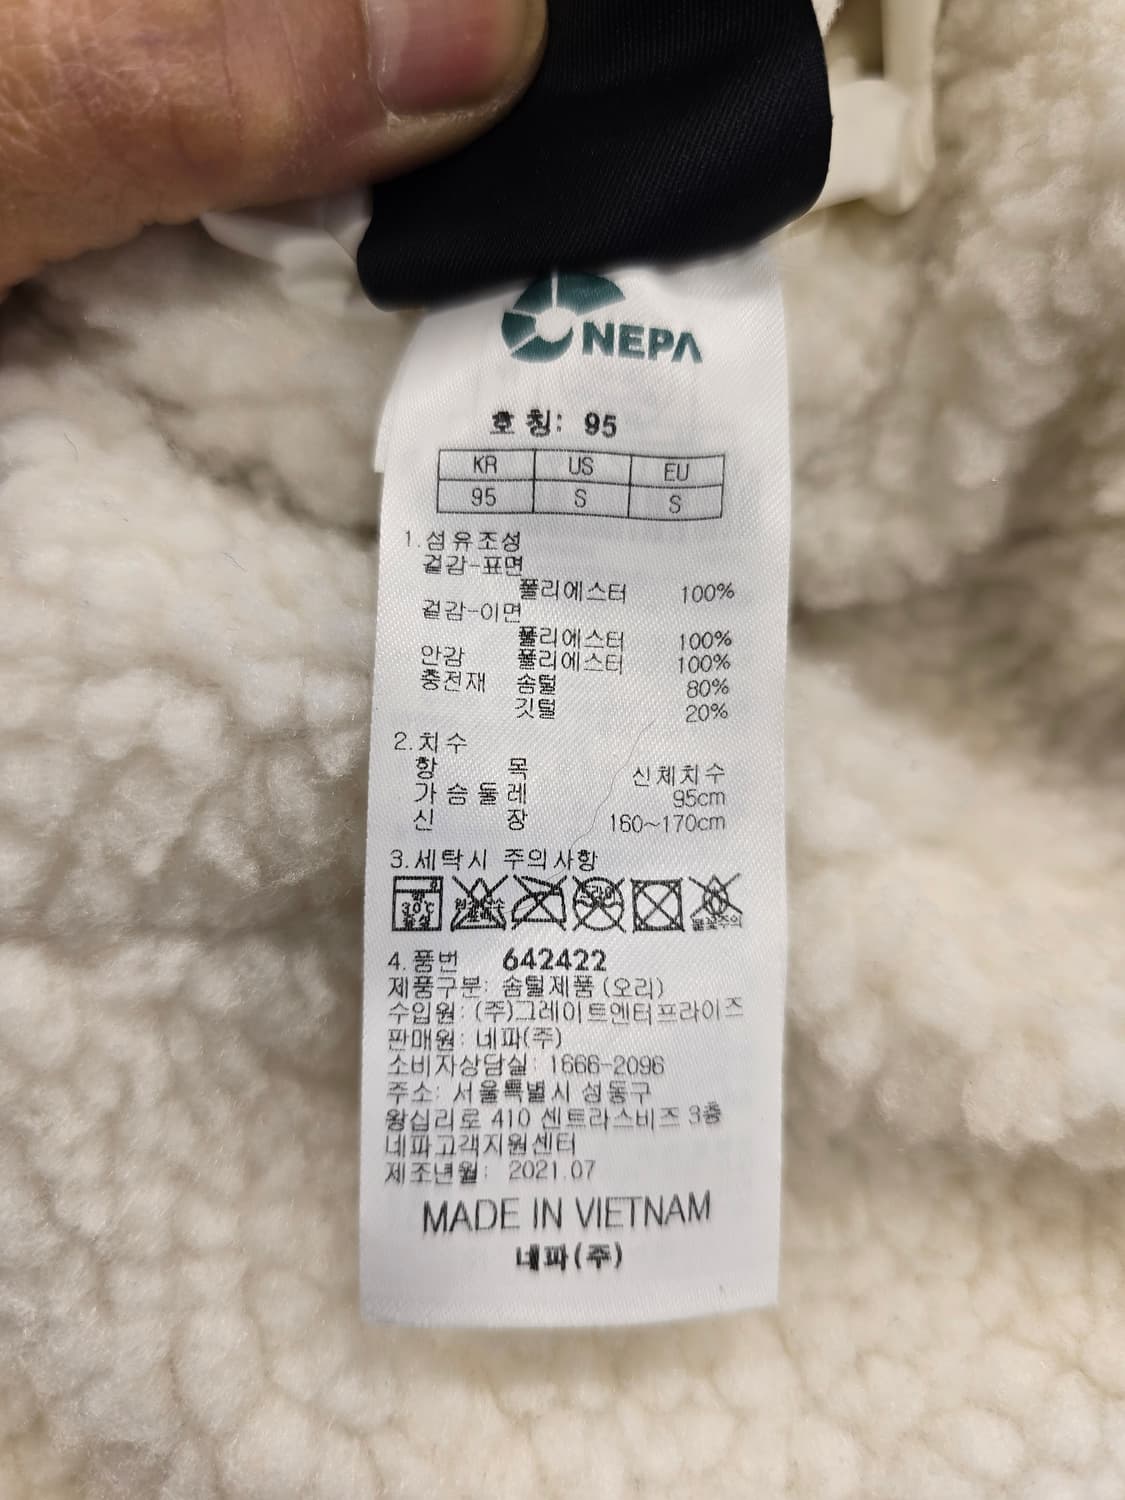 NEPA
호 칭: 95
KR US EU
95 S S
1.섬유조성
겉감-표면
폴리에스터 100%
겉감-이면
폴리에스터 100%
안감 폴리에스터 100%
충전재 솜털 80%
깃털 20%
2.치수
항 목 신체치수
가슴둘레 95cm
신 장 160~170cm
3.세탁시 주의사항
약 30℃ 중성
불꽃주의
4.품번 642422
제품구분: 솜털제품 (오리)
수입원: (주)그레이트엔터프라이즈
판매원: 네파(주)
소비자상담실: 1666-2096
주소: 서울특별시 성동구
왕십리로 410 센트라스비즈 3층
네파고객지원센터
제조년월: 2021.07
MADE IN VIETNAM
네파(주)